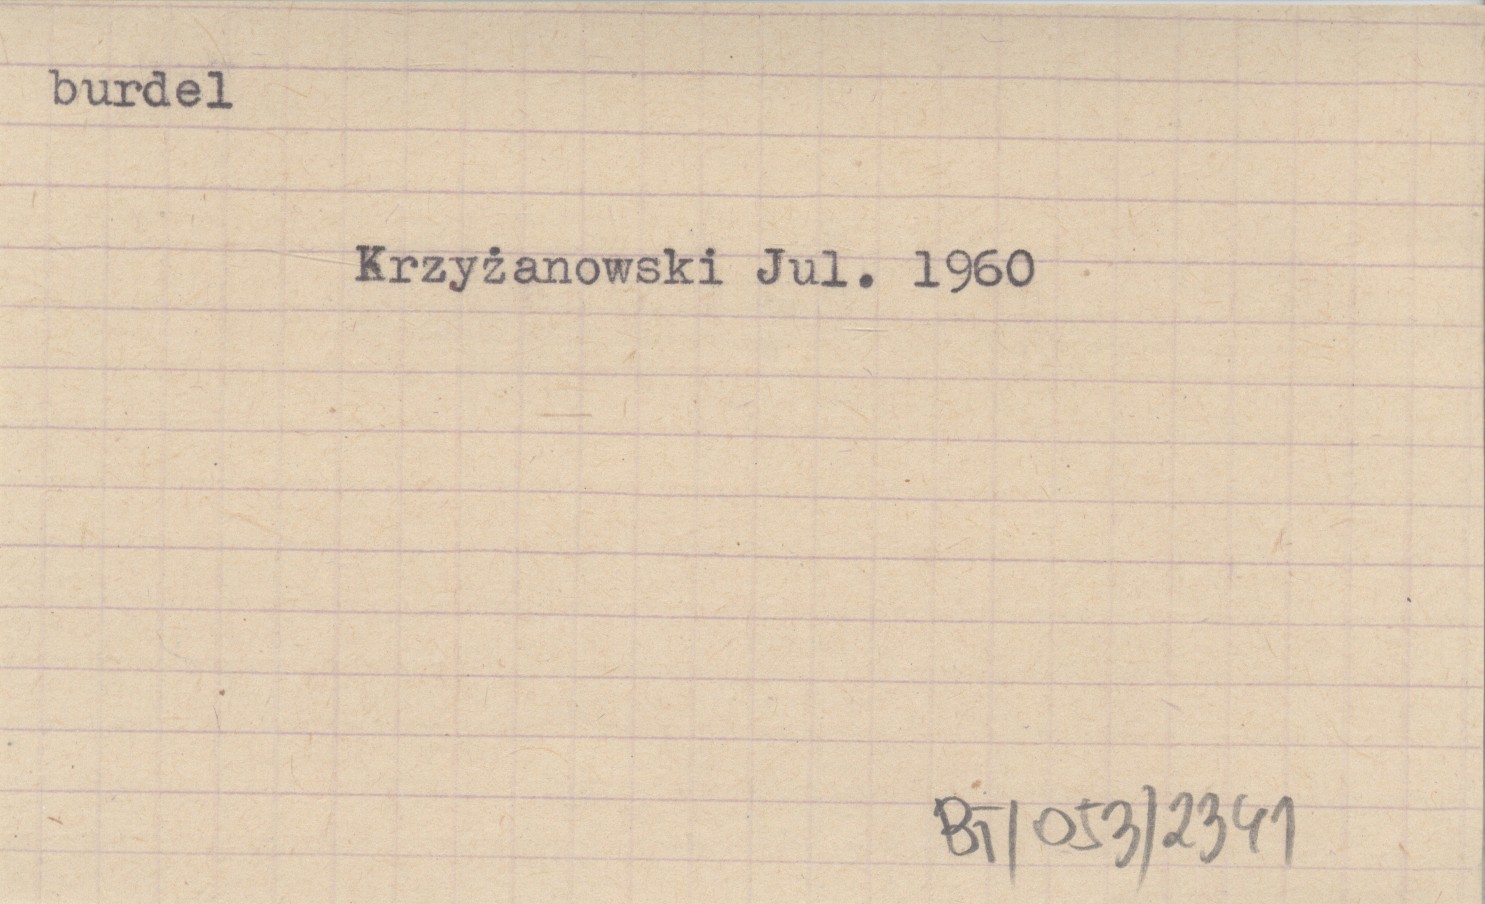 burdel
Krzyżanowski Jul. 1960
BT/053/2341